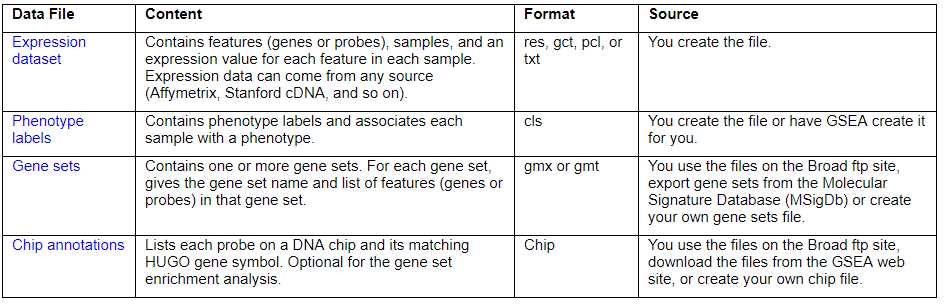 Data File Content Format Source
Expression dataset
Contains features (genes or probes), samples, and an
expression value for each feature in each sample.
Expression data can come from any source
(Affymetrix, Stanford cDNA, and so on).
res, gct, pcl, or
txt
You create the file.
Phenotype
labels
Contains phenotype labels and associates each
sample with a phenotype.
cls
You create the file or have GSEA create it
for you.
Gene sets
Contains one or more gene sets. For each gene set,
gives the gene set name and list of features (genes or
probes) in that gene set.
gmx or gmt
You use the files on the Broad ftp site,
export gene sets from the Molecular
Signature Database (MSigDb) or create
your own gene sets file.
Chip annotations
Lists each probe on a DNA chip and its matching
HUGO gene symbol. Optional for the gene set
enrichment analysis.
Chip
You use the files on the Broad ftp site,
download the files from the GSEA web
site, or create your own chip file.